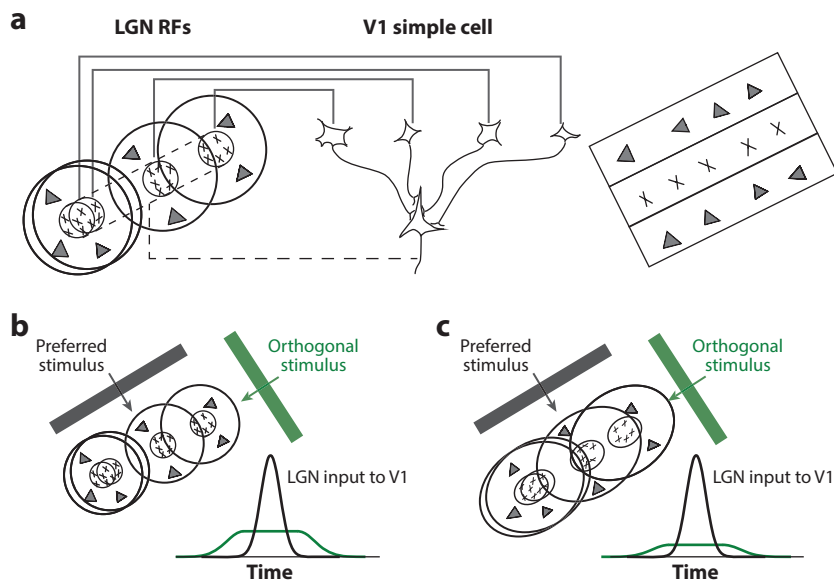 a
LGN RFs
V1 simple cell
b
Preferred
stimulus
Orthogonal
stimulus
LGN input to V1
Time
c
Preferred
stimulus
Orthogonal
stimulus
LGN input to V1
Time